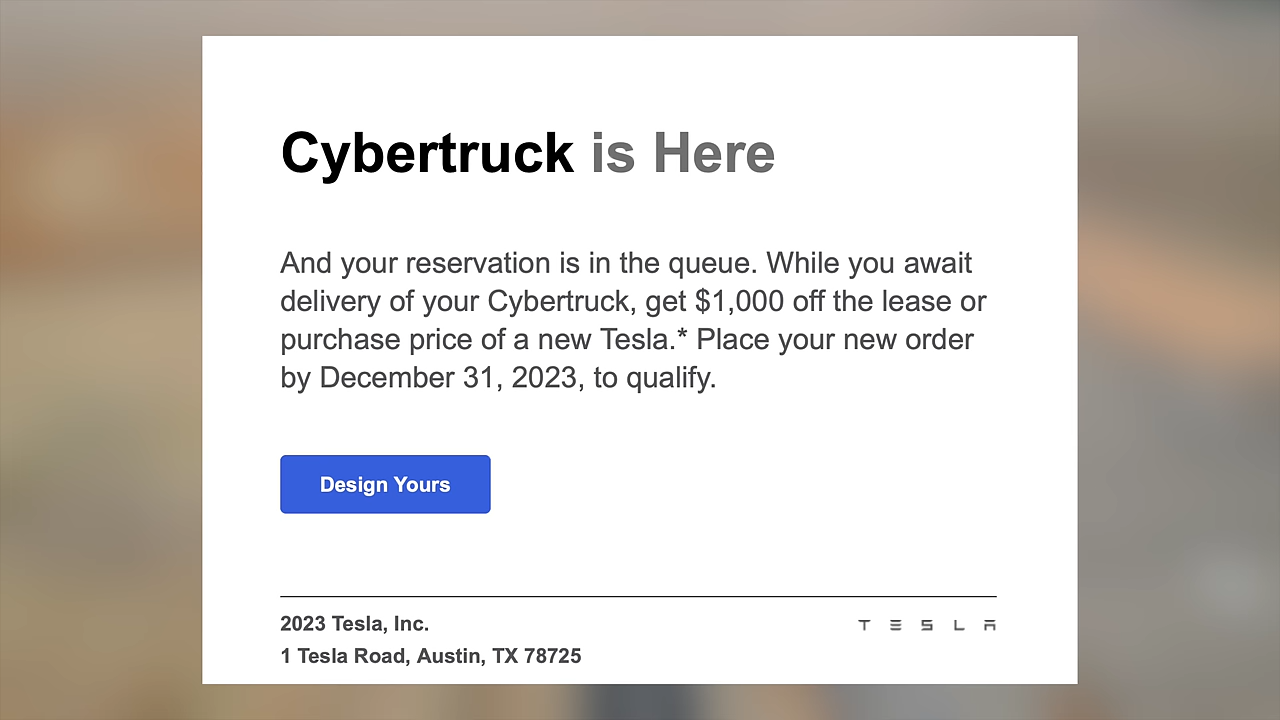 Cybertruck is Here
And your reservation is in the queue. While you await
delivery of your Cybertruck, get $1,000 off the lease or
purchase price of a new Tesla.* Place your new order
by December 31, 2023, to qualify.
Design Yours
2023 Tesla, Inc.
TESLA
1 Tesla Road, Austin, TX 78725